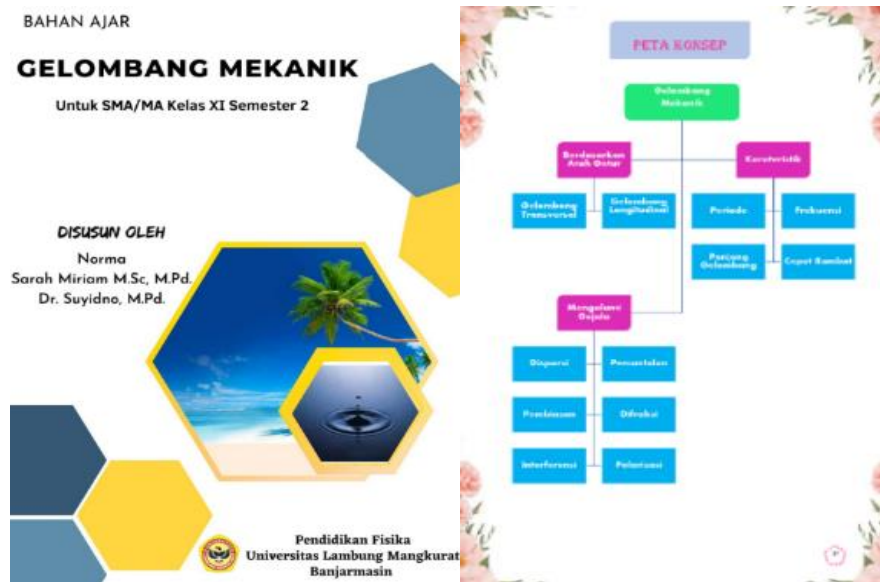 BAHAN AJAR
GELOMBANG MEKANIK
Untuk SMA/MA Kelas XI Semester 2
DISUSUN OLEH
Norma
Sarah Miriam M.Sc, M.Pd.
Dr. Suyidno, M.Pd.
Pendidikan Fisika
Universitas Lambung Mangkurat
Banjarmasin
PETA KONSEP
Gelombang
Mekanik
Berdasarkan
Arah Getar
Gelombang
Transversal
Gelombang
Longitudinal
Karateristik
Periode
Frekuensi
Panjang
Gelombang
Cepat Rambat
Mengalami
Gejala
Dispersi
Pemantulan
Pembiasan
Difraksi
Interferensi
Polarisasi